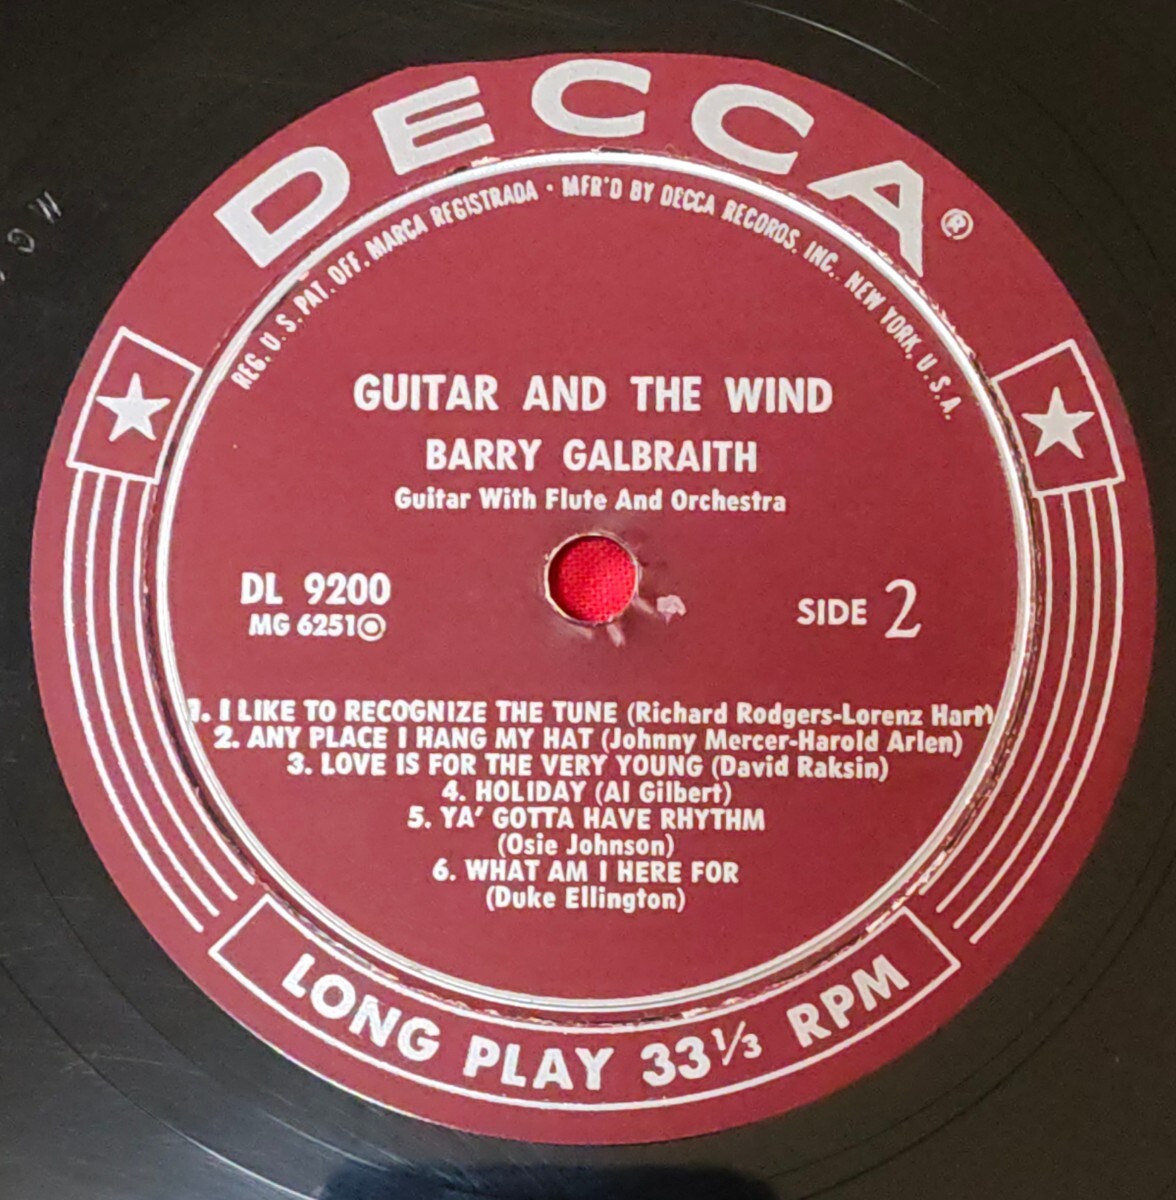 DECCA®
REG. U.S. PAT. OFF. MARCA REGISTRADA • MFR'D BY DECCA RECORDS, INC., NEW YORK, U.S.A.
GUITAR AND THE WIND
BARRY GALBRAITH
Guitar With Flute And Orchestra
DL 9200
MG 6251
SIDE 2
1. I LIKE TO RECOGNIZE THE TUNE (Richard Rodgers-Lorenz Hart)
2. ANY PLACE I HANG MY HAT (Johnny Mercer-Harold Arlen)
3. LOVE IS FOR THE VERY YOUNG (David Raksin)
4. HOLIDAY (Al Gilbert)
5. YA' GOTTA HAVE RHYTHM
(Osie Johnson)
6. WHAT AM I HERE FOR
(Duke Ellington)
LONG PLAY 33⅓ RPM